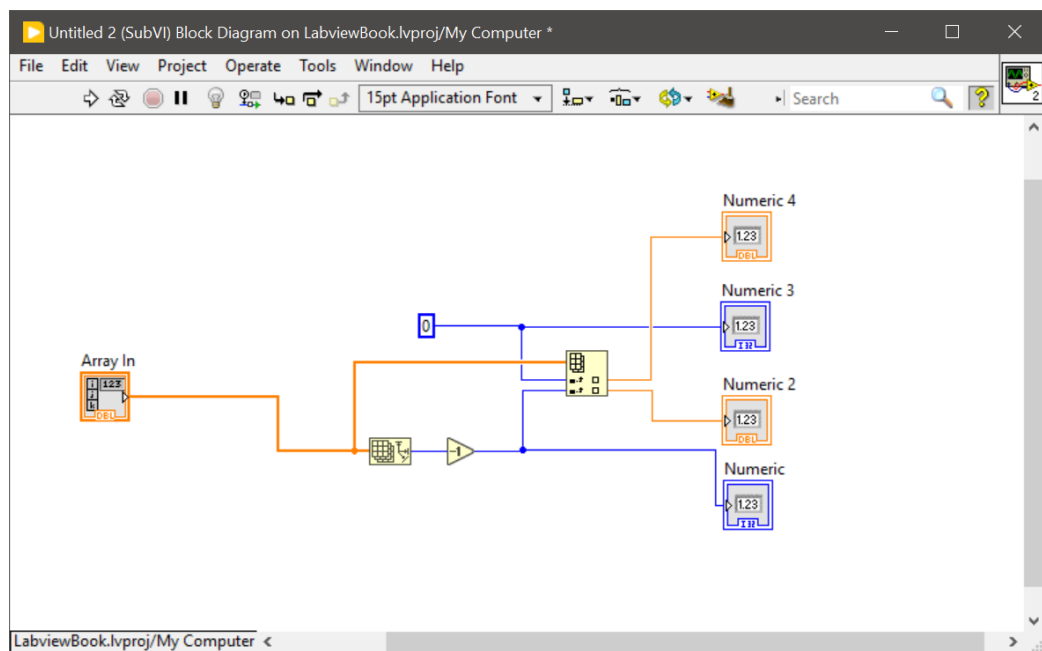 Untitled 2 (SubVI) Block Diagram on LabviewBook.lvproj/My Computer *
File Edit View Project Operate Tools Window Help
15pt Application Font
Search
2
Numeric 4
1.23
DBL
Numeric 3
0
1.23
I32
Array In
i 123
j
k
DBL
Numeric 2
1.23
DBL
-1
Numeric
1.23
I32
LabviewBook.lvproj/My Computer